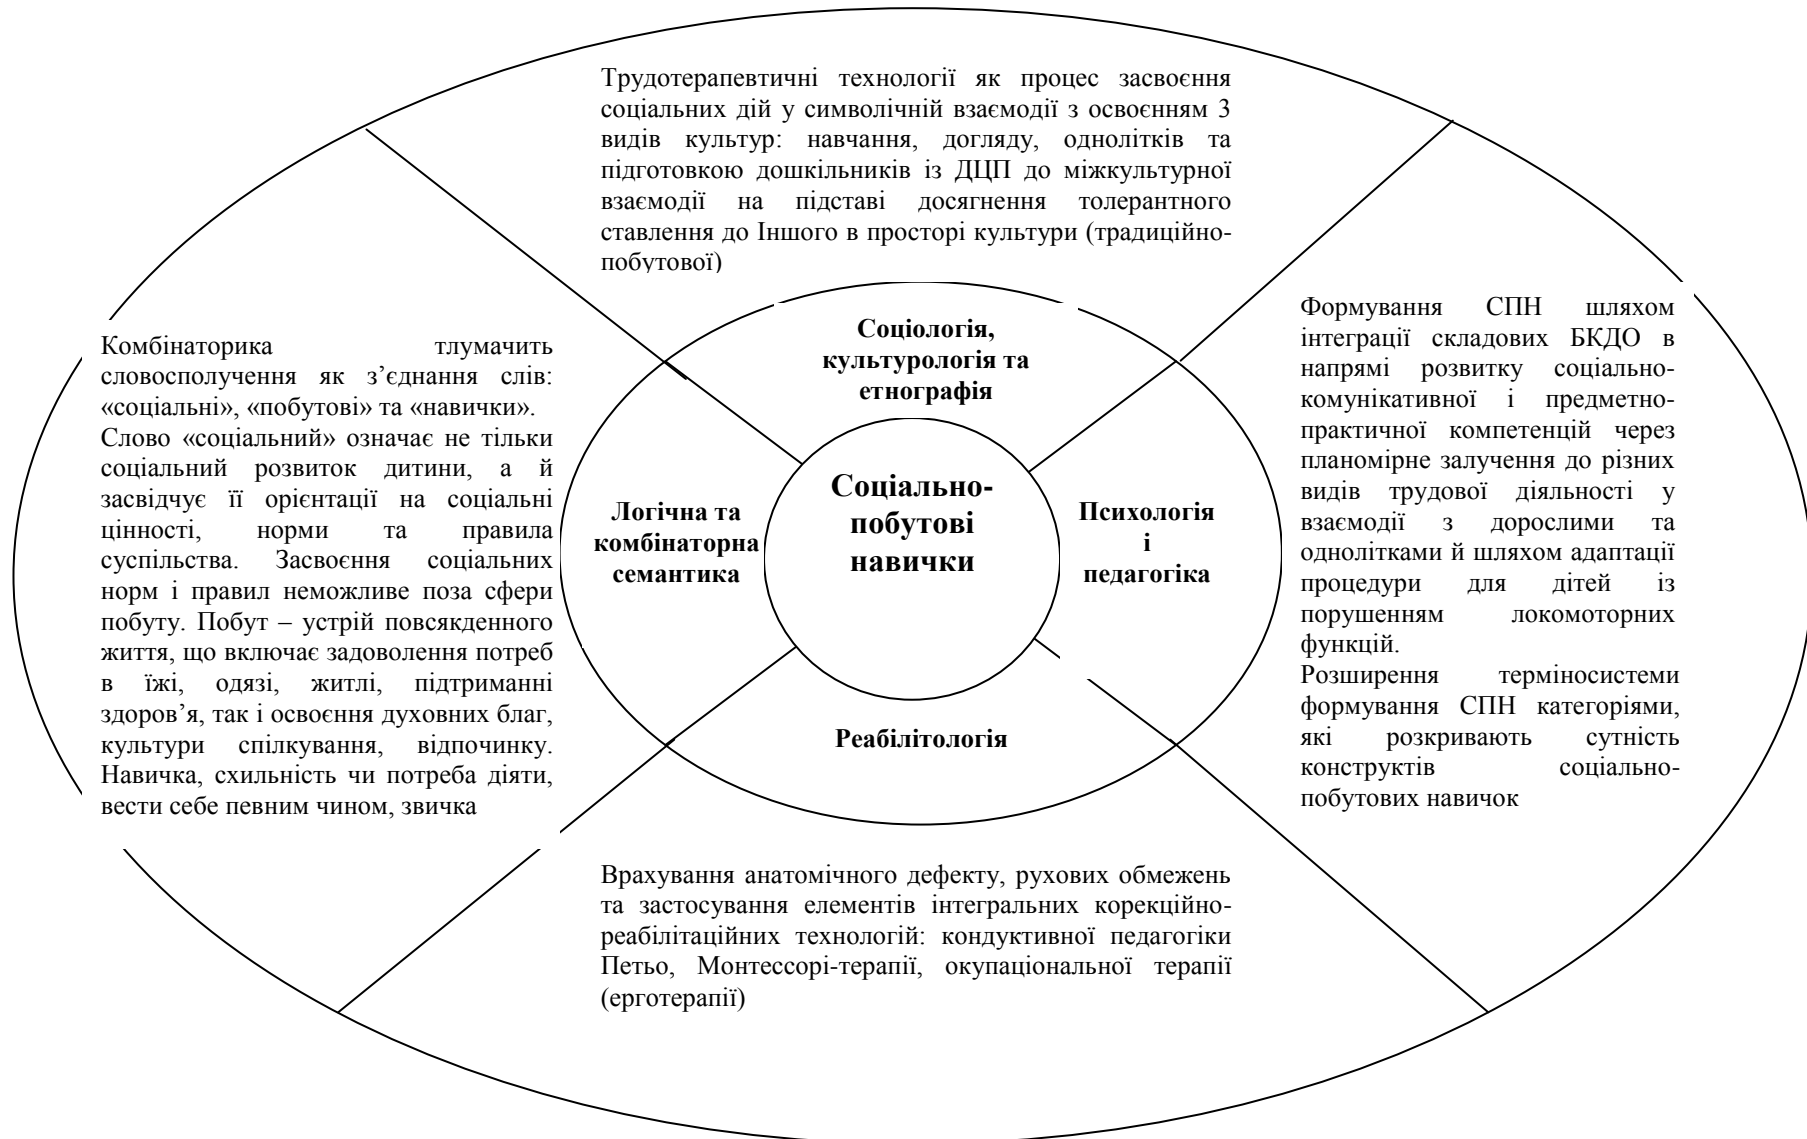 Трудотерапевтичні технології як процес засвоєння
соціальних дій у символічній взаємодії з освоєнням 3
видів культур: навчання, догляду, однолітків та
підготовкою дошкільників із ДЦП до міжкультурної
взаємодії на підставі досягнення толерантного
ставлення до Іншого в просторі культури (традиційно-
побутової)
Соціологія,
культурологія та
етнографія
Комбінаторика тлумачить
словосполучення як з’єднання слів:
«соціальні», «побутові» та «навички».
Слово «соціальний» означає не тільки
соціальний розвиток дитини, а й
засвідчує її орієнтації на соціальні
цінності, норми та правила
суспільства. Засвоєння соціальних
норм і правил неможливе поза сфери
побуту. Побут – устрій повсякденного
життя, що включає задоволення потреб
в їжі, одязі, житлі, підтриманні
здоров’я, так і освоєння духовних благ,
культури спілкування, відпочинку.
Навичка, схильність чи потреба діяти,
вести себе певним чином, звичка
Логічна та
комбінаторна
семантика
Соціально-
побутові
навички
Психологія
і
педагогіка
Формування СПН шляхом
інтеграції складових БКДО в
напрямі розвитку соціально-
комунікативної і предметно-
практичної компетенцій через
планомірне залучення до різних
видів трудової діяльності у
взаємодії з дорослими та
однолітками й шляхом адаптації
процедури для дітей із
порушенням локомоторних
функцій.
Розширення терміносистеми
формування СПН категоріями,
які розкривають сутність
конструктів соціально-
побутових навичок
Реабілітологія
Врахування анатомічного дефекту, рухових обмежень
та застосування елементів інтегральних корекційно-
реабілітаційних технологій: кондуктивної педагогіки
Петьо, Монтессорі-терапії, окупаціональної терапії
(ерготерапії)